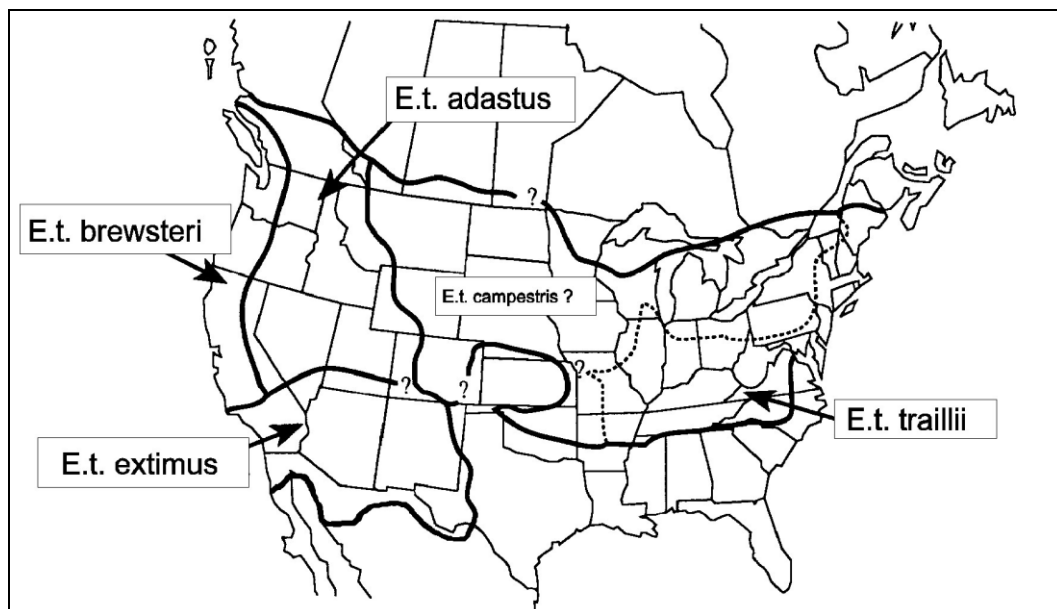 E.t. adastus
?
E.t. brewsteri
E.t. campestris ?
?
?
?
E.t. traillii
E.t. extimus